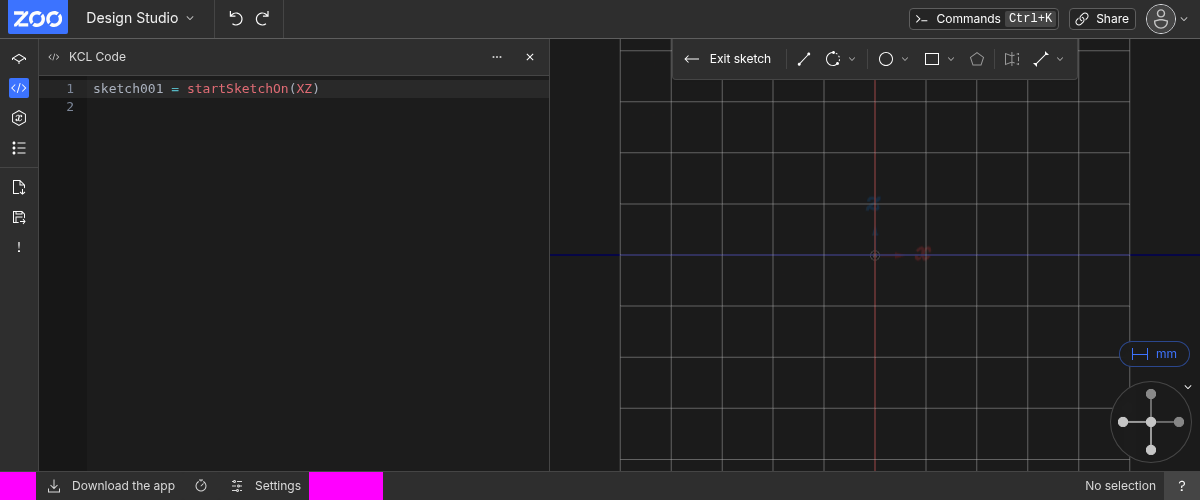 ZOO
Design Studio
Commands Ctrl+K
Share
KCL Code
Exit sketch
1 sketch001 = startSketchOn(XZ)
2
Z
X
mm
Download the app
Settings
No selection
?